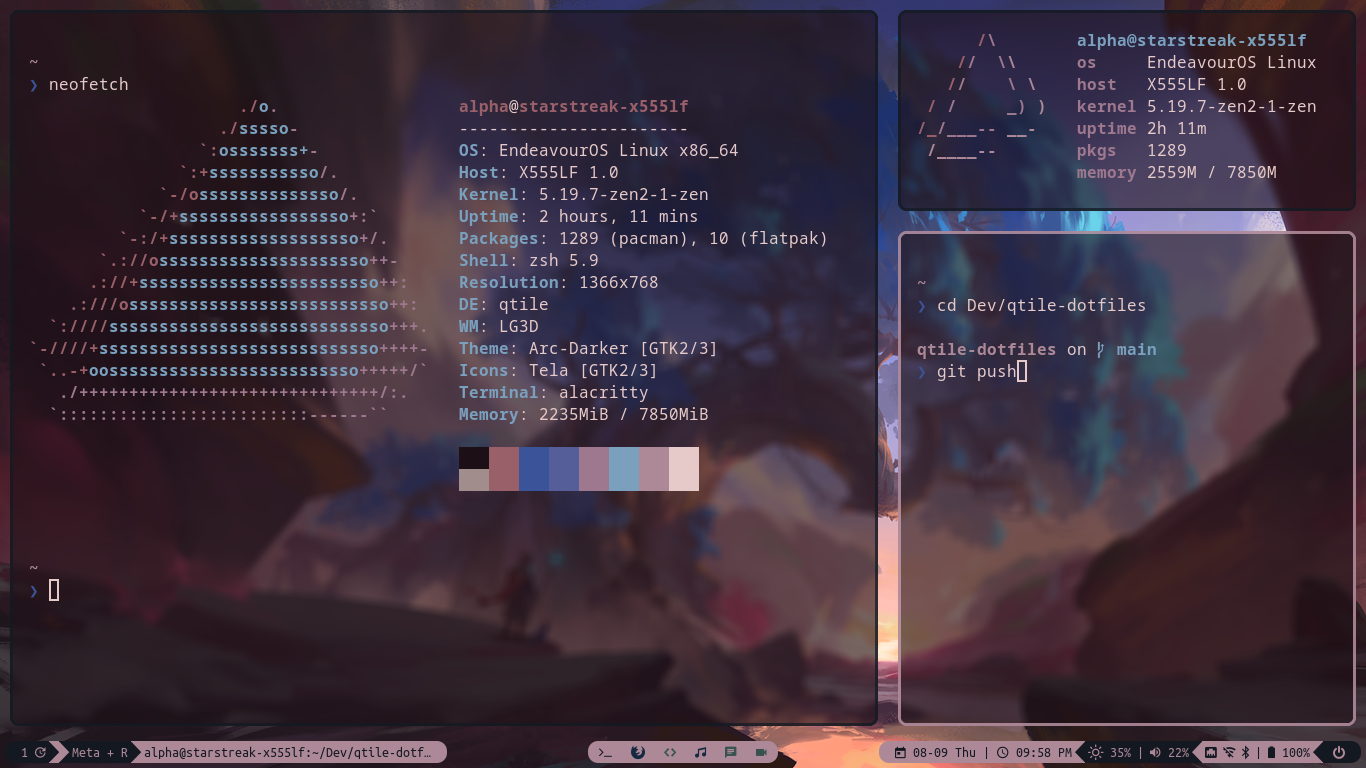 ~
❯ neofetch
./o.
./sssso-
`:osssssss+-
`:+sssssssssso/.
`-/ossssssssssssso/.
`-/+sssssssssssssssso+:`
`-:/+sssssssssssssssssso+/.
`.://osssssssssssssssssssso++-
.://+ssssssssssssssssssssssso++:
.:///ossssssssssssssssssssssssso++:
`:////ssssssssssssssssssssssssssso+++.
`-////+ssssssssssssssssssssssssssso++++-
`..-+oosssssssssssssssssssssssso+++++/`
./++++++++++++++++++++++++++++++/:.
`:::::::::::::::::::::::::------``
alpha@starstreak-x555lf
-----------------------
OS: EndeavourOS Linux x86_64
Host: X555LF 1.0
Kernel: 5.19.7-zen2-1-zen
Uptime: 2 hours, 11 mins
Packages: 1289 (pacman), 10 (flatpak)
Shell: zsh 5.9
Resolution: 1366x768
DE: qtile
WM: LG3D
Theme: Arc-Darker [GTK2/3]
Icons: Tela [GTK2/3]
Terminal: alacritty
Memory: 2235MiB / 7850MiB
~
❯
alpha@starstreak-x555lf
os EndeavourOS Linux
host X555LF 1.0
kernel 5.19.7-zen2-1-zen
uptime 2h 11m
pkgs 1289
memory 2559M / 7850M
~
❯ cd Dev/qtile-dotfiles
qtile-dotfiles on main
❯ git push
1 Meta + R alpha@starstreak-x555lf:~/Dev/qtile-dotf…
08-09 Thu | 09:58 PM 35% | 22% | 100%